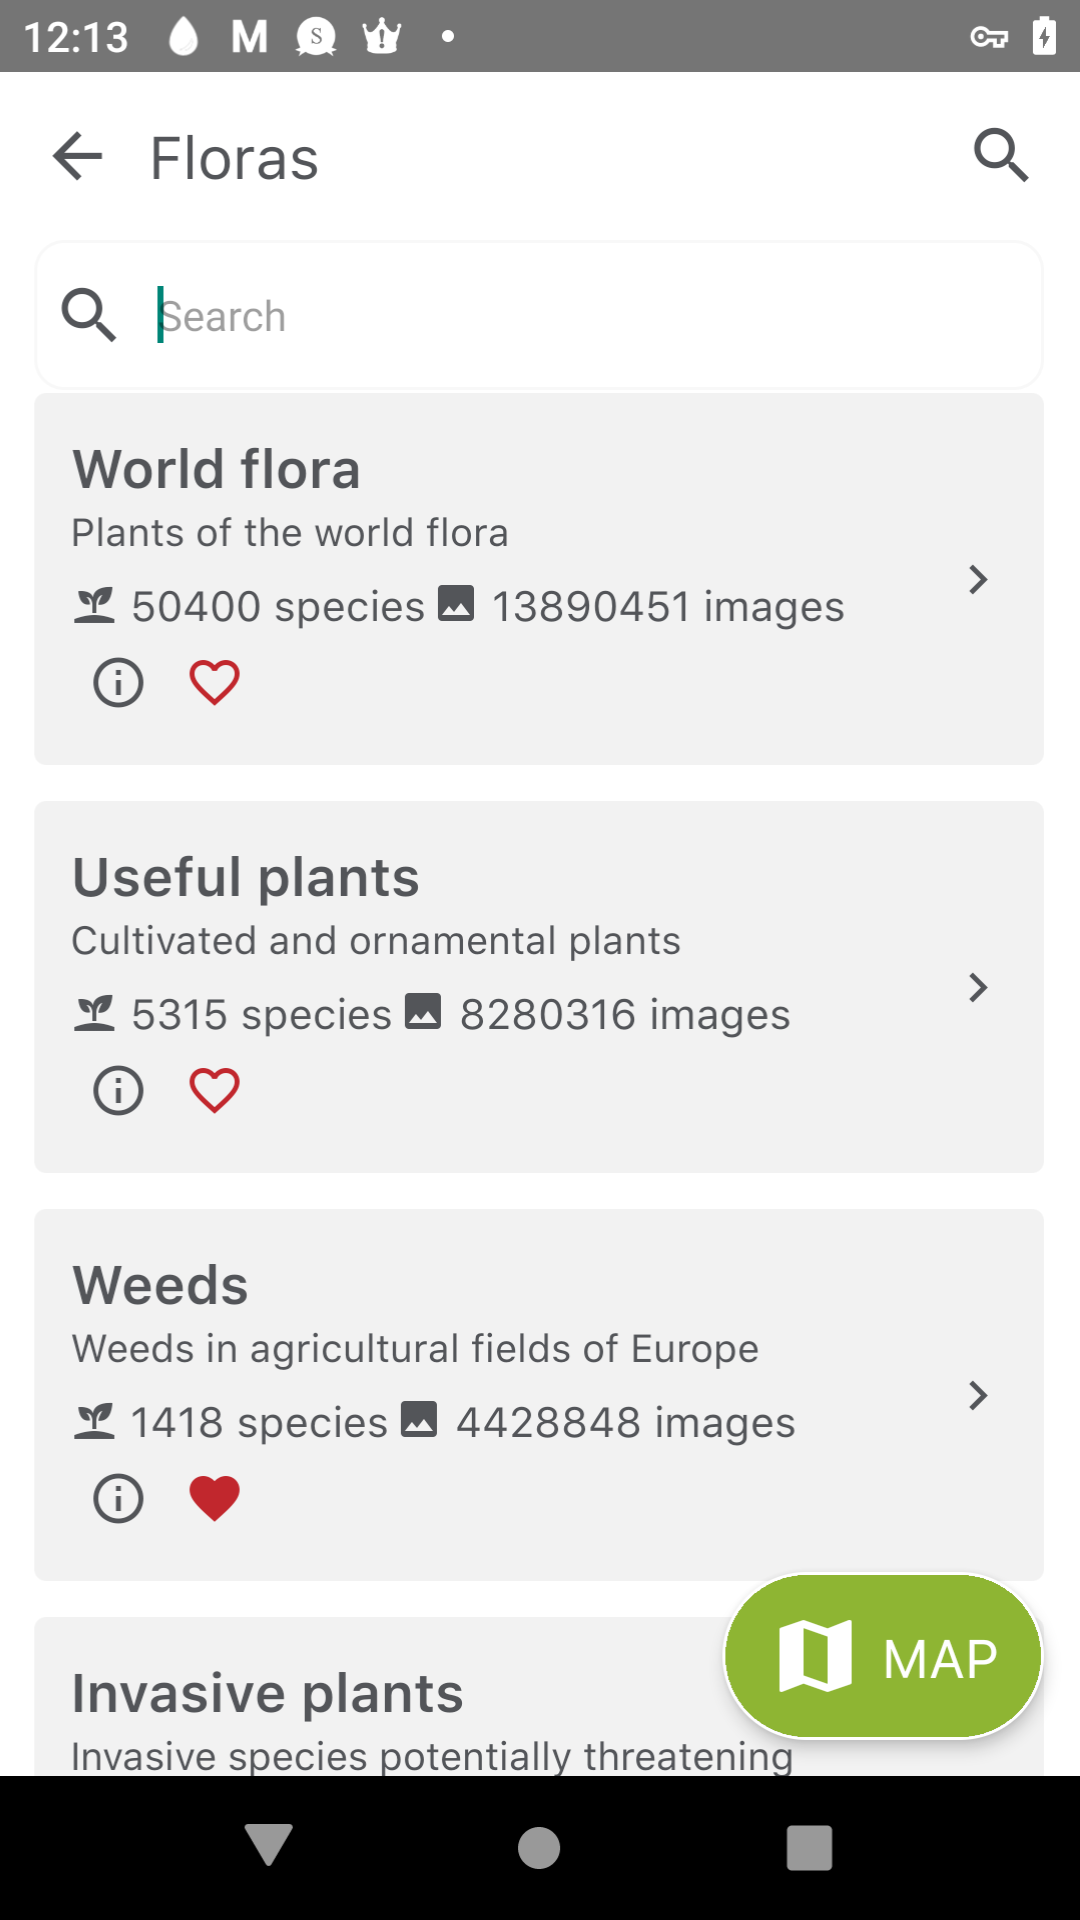 12:13 M S
Floras
Search
World flora
Plants of the world flora
50400 species 13890451 images
Useful plants
Cultivated and ornamental plants
5315 species 8280316 images
Weeds
Weeds in agricultural fields of Europe
1418 species 4428848 images
MAP
Invasive plants
Invasive species potentially threatening